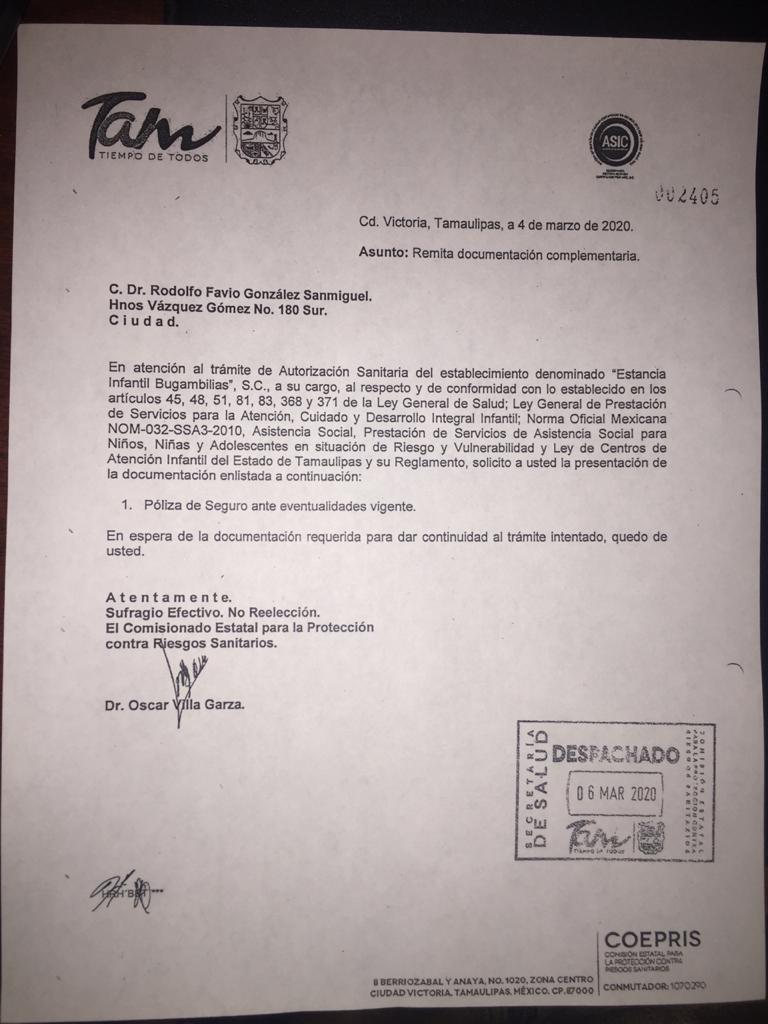 Tam
TIEMPO DE TODOS
ASIC
002405
Cd. Victoria, Tamaulipas, a 4 de marzo de 2020.
Asunto: Remita documentación complementaria.
C. Dr. Rodolfo Favio González Sanmiguel.
Hnos Vázquez Gómez No. 180 Sur.
C i u d a d.
En atención al trámite de Autorización Sanitaria del establecimiento denominado “Estancia
Infantil Bugambilias”, S.C., a su cargo, al respecto y de conformidad con lo establecido en los
artículos 45, 48, 51, 81, 83, 368 y 371 de la Ley General de Salud; Ley General de Prestación
de Servicios para la Atención, Cuidado y Desarrollo Integral Infantil; Norma Oficial Mexicana
NOM-032-SSA3-2010, Asistencia Social, Prestación de Servicios de Asistencia Social para
Niños, Niñas y Adolescentes en situación de Riesgo y Vulnerabilidad y Ley de Centros de
Atención Infantil del Estado de Tamaulipas y su Reglamento, solicito a usted la presentación de
la documentación enlistada a continuación:
1. Póliza de Seguro ante eventualidades vigente.
En espera de la documentación requerida para dar continuidad al trámite intentado, quedo de
usted.
A t e n t a m e n t e.
Sufragio Efectivo. No Reelección.
El Comisionado Estatal para la Protección
contra Riesgos Sanitarios.
Dr. Oscar Villa Garza.
SECRETARÍA
DE SALUD
DESPACHADO
06 MAR 2020
Tam
TIEMPO DE TODOS
COMISIÓN ESTATAL
PARA LA PROTECCIÓN CONTRA
RIESGOS SANITARIOS
COEPRIS
COMISIÓN ESTATAL PARA
LA PROTECCIÓN CONTRA
RIESGOS SANITARIOS
CONMUTADOR: 1070290
8 BERRIOZABAL Y ANAYA, NO. 1020, ZONA CENTRO
CIUDAD VICTORIA, TAMAULIPAS, MÉXICO. CP. 87000